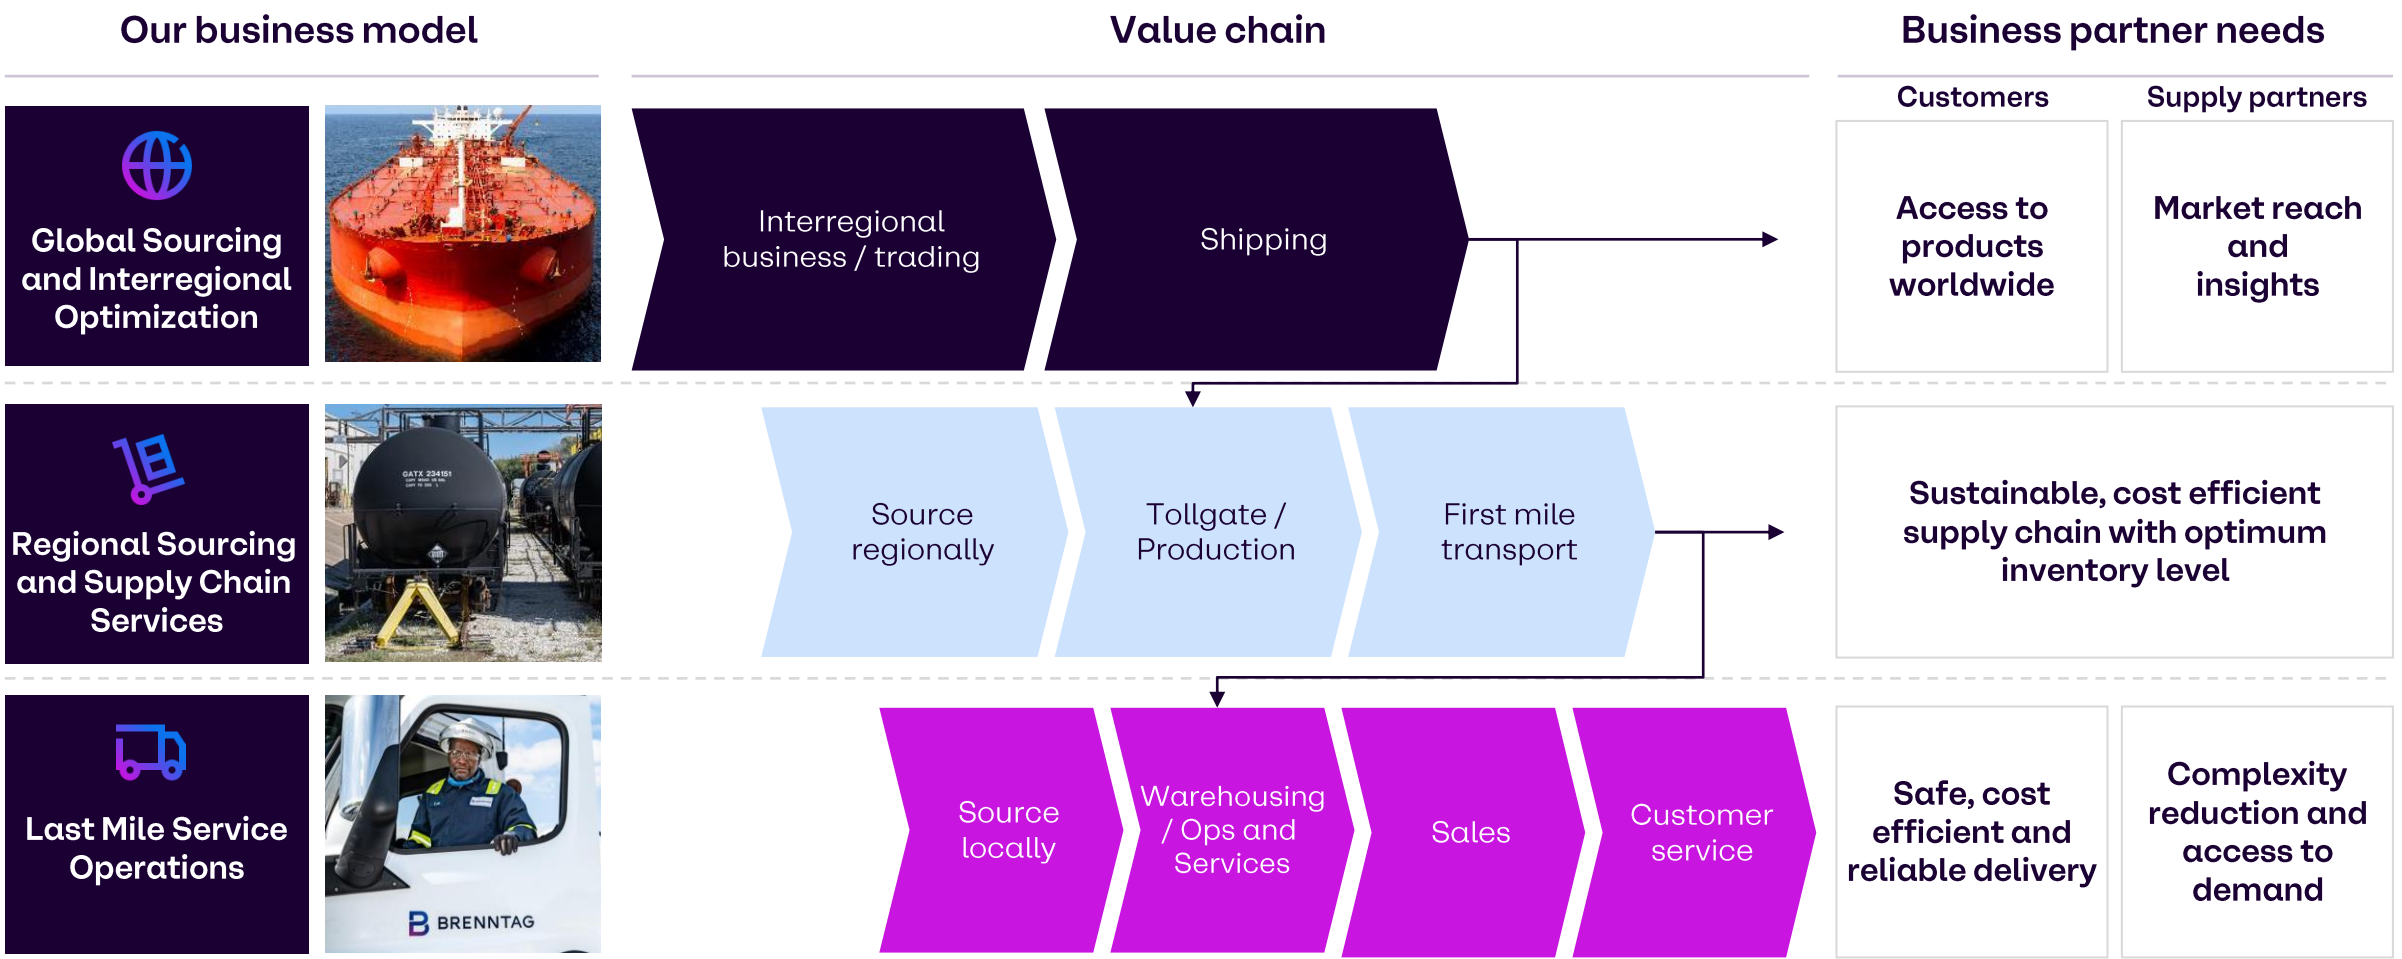 Our business model
Value chain
Business partner needs
Customers
Supply partners
Global Sourcing
and Interregional
Optimization
Interregional
business / trading
Shipping
Access to
products
worldwide
Market reach
and
insights
GATX 234151
Regional Sourcing
and Supply Chain
Services
Source
regionally
Tollgate /
Production
First mile
transport
Sustainable, cost efficient
supply chain with optimum
inventory level
Last Mile Service
Operations
BRENNTAG
Source
locally
Warehousing
/ Ops and
Services
Sales
Customer
service
Safe, cost
efficient and
reliable delivery
Complexity
reduction and
access to
demand